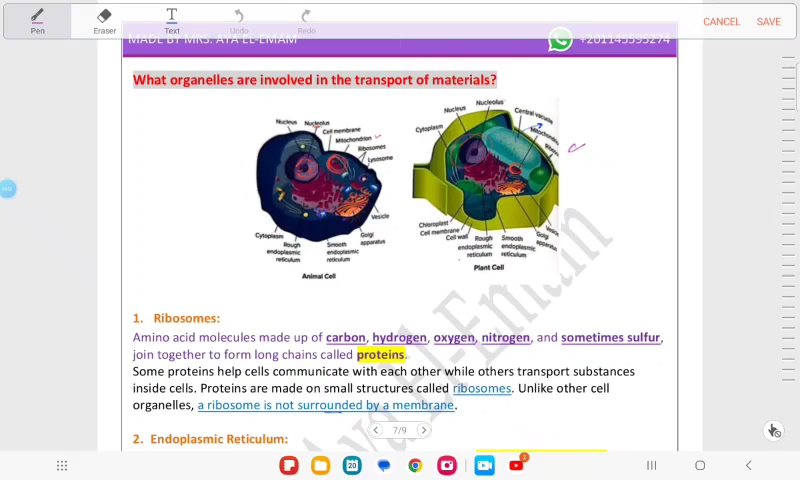 Pen
Eraser
Text
Undo
Redo
CANCEL
SAVE
MADE BY MRS. AYA EL-EMAM
+201145595274
What organelles are involved in the transport of materials?
Nucleus
Nucleolus
Cell membrane
Mitochondrion
Ribosomes
Lysosome
Vesicle
Golgi apparatus
Smooth endoplasmic reticulum
Rough endoplasmic reticulum
Cytoplasm
Animal Cell
Nucleolus
Nucleus
Central vacuole
Cytoplasm
Chloroplast
Cell membrane
Cell wall
Rough endoplasmic reticulum
Smooth endoplasmic reticulum
Plant Cell
1. Ribosomes:
Amino acid molecules made up of carbon, hydrogen, oxygen, nitrogen, and sometimes sulfur,
join together to form long chains called proteins.
Some proteins help cells communicate with each other while others transport substances
inside cells. Proteins are made on small structures called ribosomes. Unlike other cell
organelles, a ribosome is not surrounded by a membrane.
7/9
2. Endoplasmic Reticulum:
Aya El-Emam
20
2